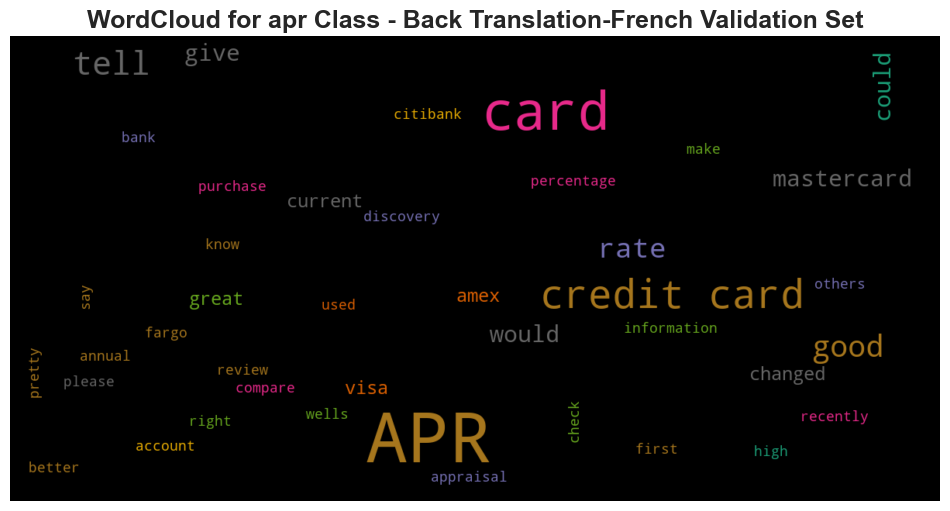 WordCloud for apr Class - Back Translation-French Validation Set
tell
give
could
card
citibank
bank
make
mastercard
percentage
purchase
current
discovery
know
rate
others
say
great
used
amex
credit card
fargo
would
information
good
annual
pretty
please
review
compare
visa
changed
right
wells
APR
check
recently
account
first
high
better
appraisal